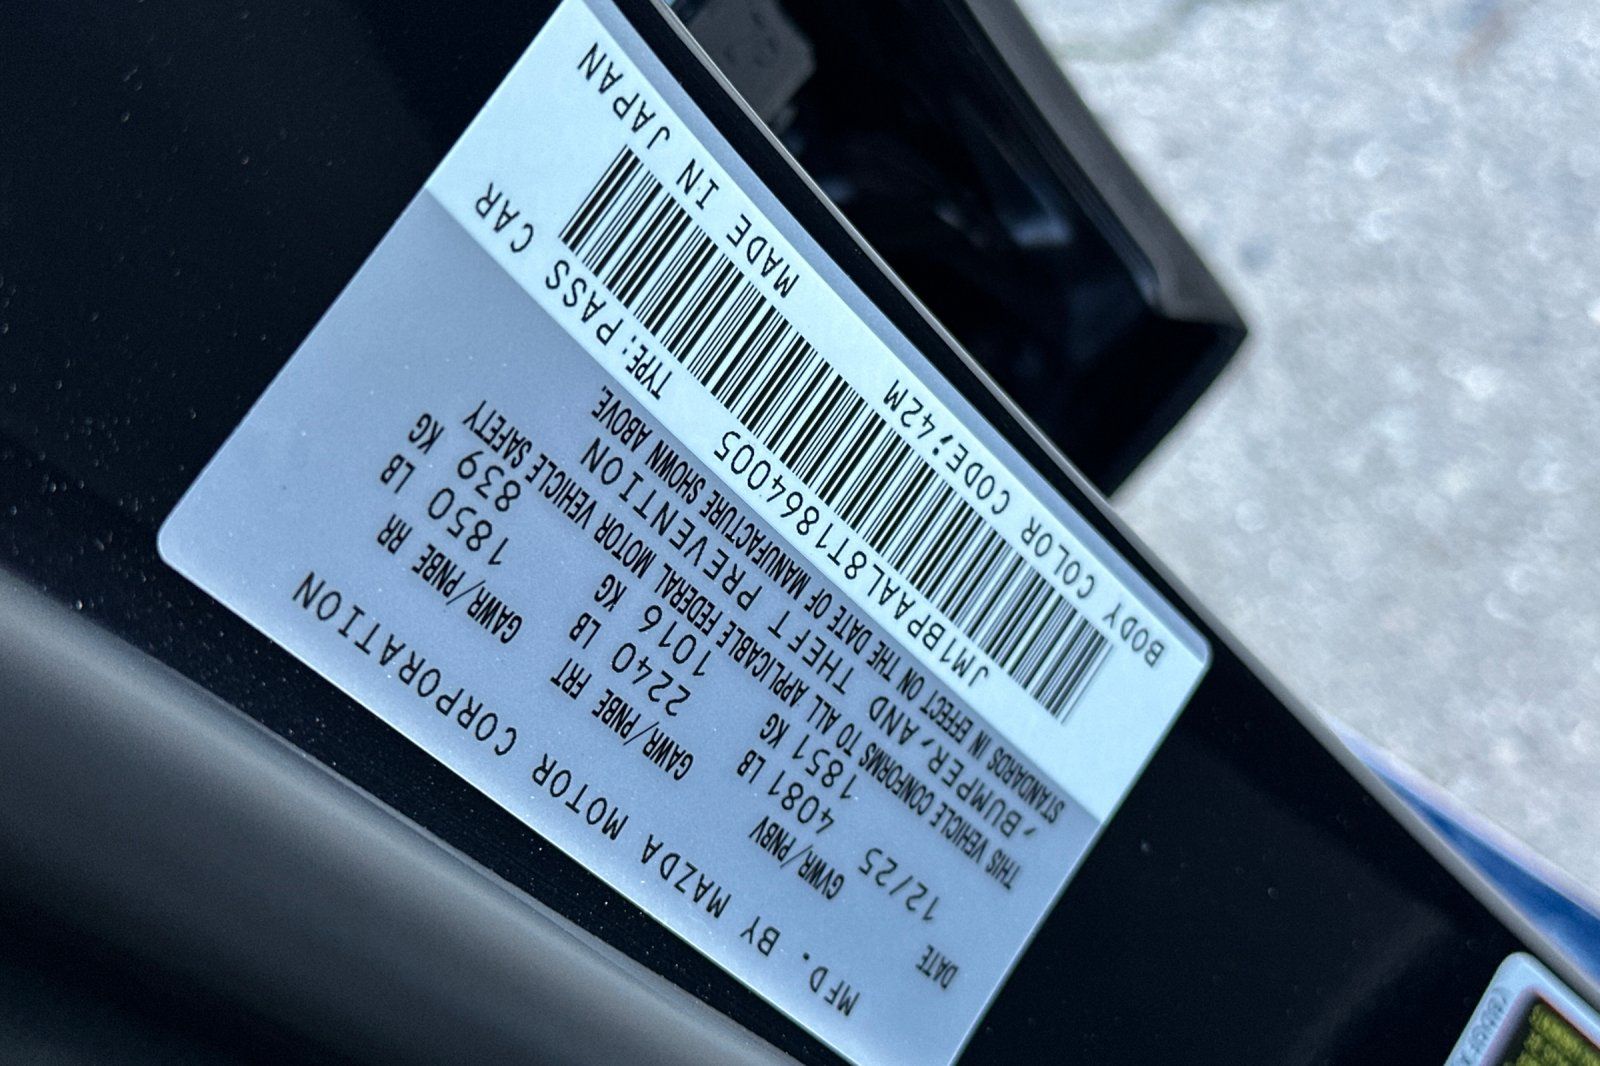 MFD. BY MAZDA MOTOR CORPORATION
DATE GVWR/PNBV GAWR/PNBE FRT GAWR/PNBE RR
12/25 4081 LB 2240 LB 1850 LB
1851 KG 1016 KG 839 KG
THIS VEHICLE CONFORMS TO ALL APPLICABLE FEDERAL MOTOR VEHICLE SAFETY
,BUMPER,AND THEFT PREVENTION
STANDARDS IN EFFECT ON THE DATE OF MANUFACTURE SHOWN ABOVE.
JM1BPAAL8T1864005 TYPE:PASS CAR
BODY COLOR CODE;42M MADE IN JAPAN